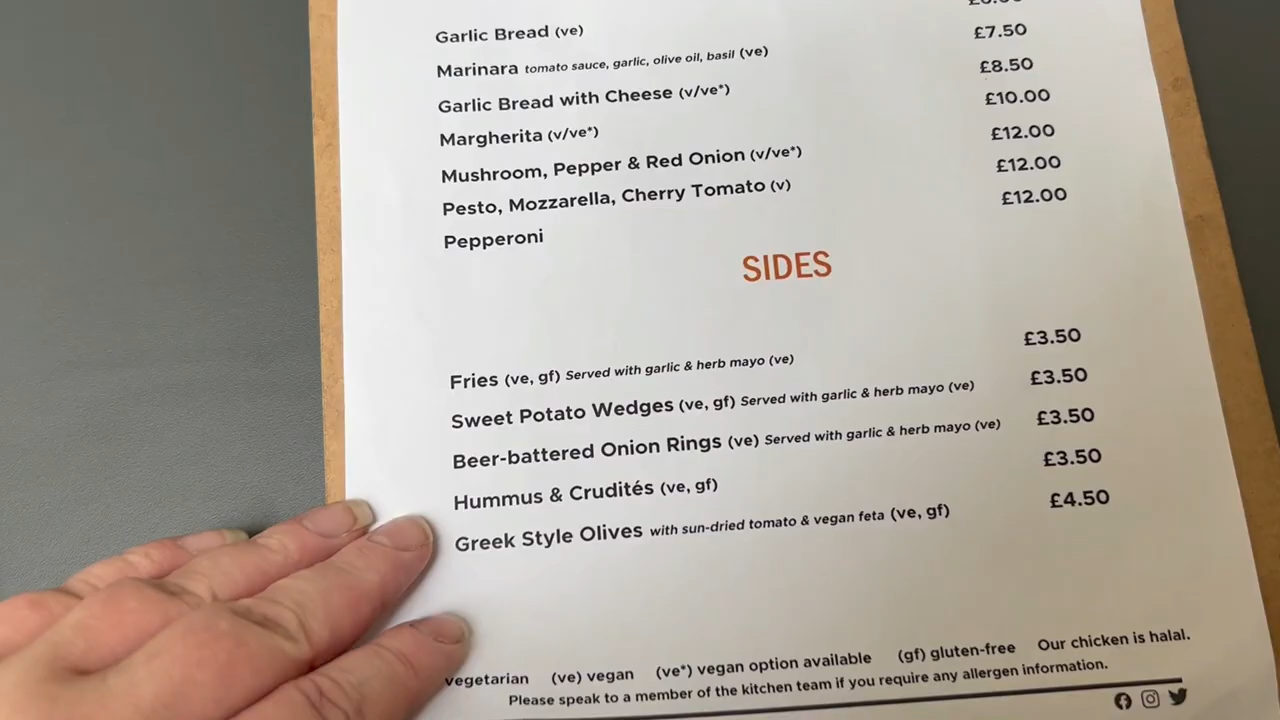 Garlic Bread (ve)
Marinara tomato sauce, garlic, olive oil, basil (ve) £7.50
Garlic Bread with Cheese (v/ve*) £8.50
Margherita (v/ve*) £10.00
Mushroom, Pepper & Red Onion (v/ve*) £12.00
Pesto, Mozzarella, Cherry Tomato (v) £12.00
Pepperoni £12.00
SIDES
Fries (ve, gf) Served with garlic & herb mayo (ve) £3.50
Sweet Potato Wedges (ve, gf) Served with garlic & herb mayo (ve) £3.50
Beer-battered Onion Rings (ve) Served with garlic & herb mayo (ve) £3.50
Hummus & Crudités (ve, gf) £3.50
Greek Style Olives with sun-dried tomato & vegan feta (ve, gf) £4.50
vegetarian (ve) vegan (ve*) vegan option available (gf) gluten-free Our chicken is halal.
Please speak to a member of the kitchen team if you require any allergen information.